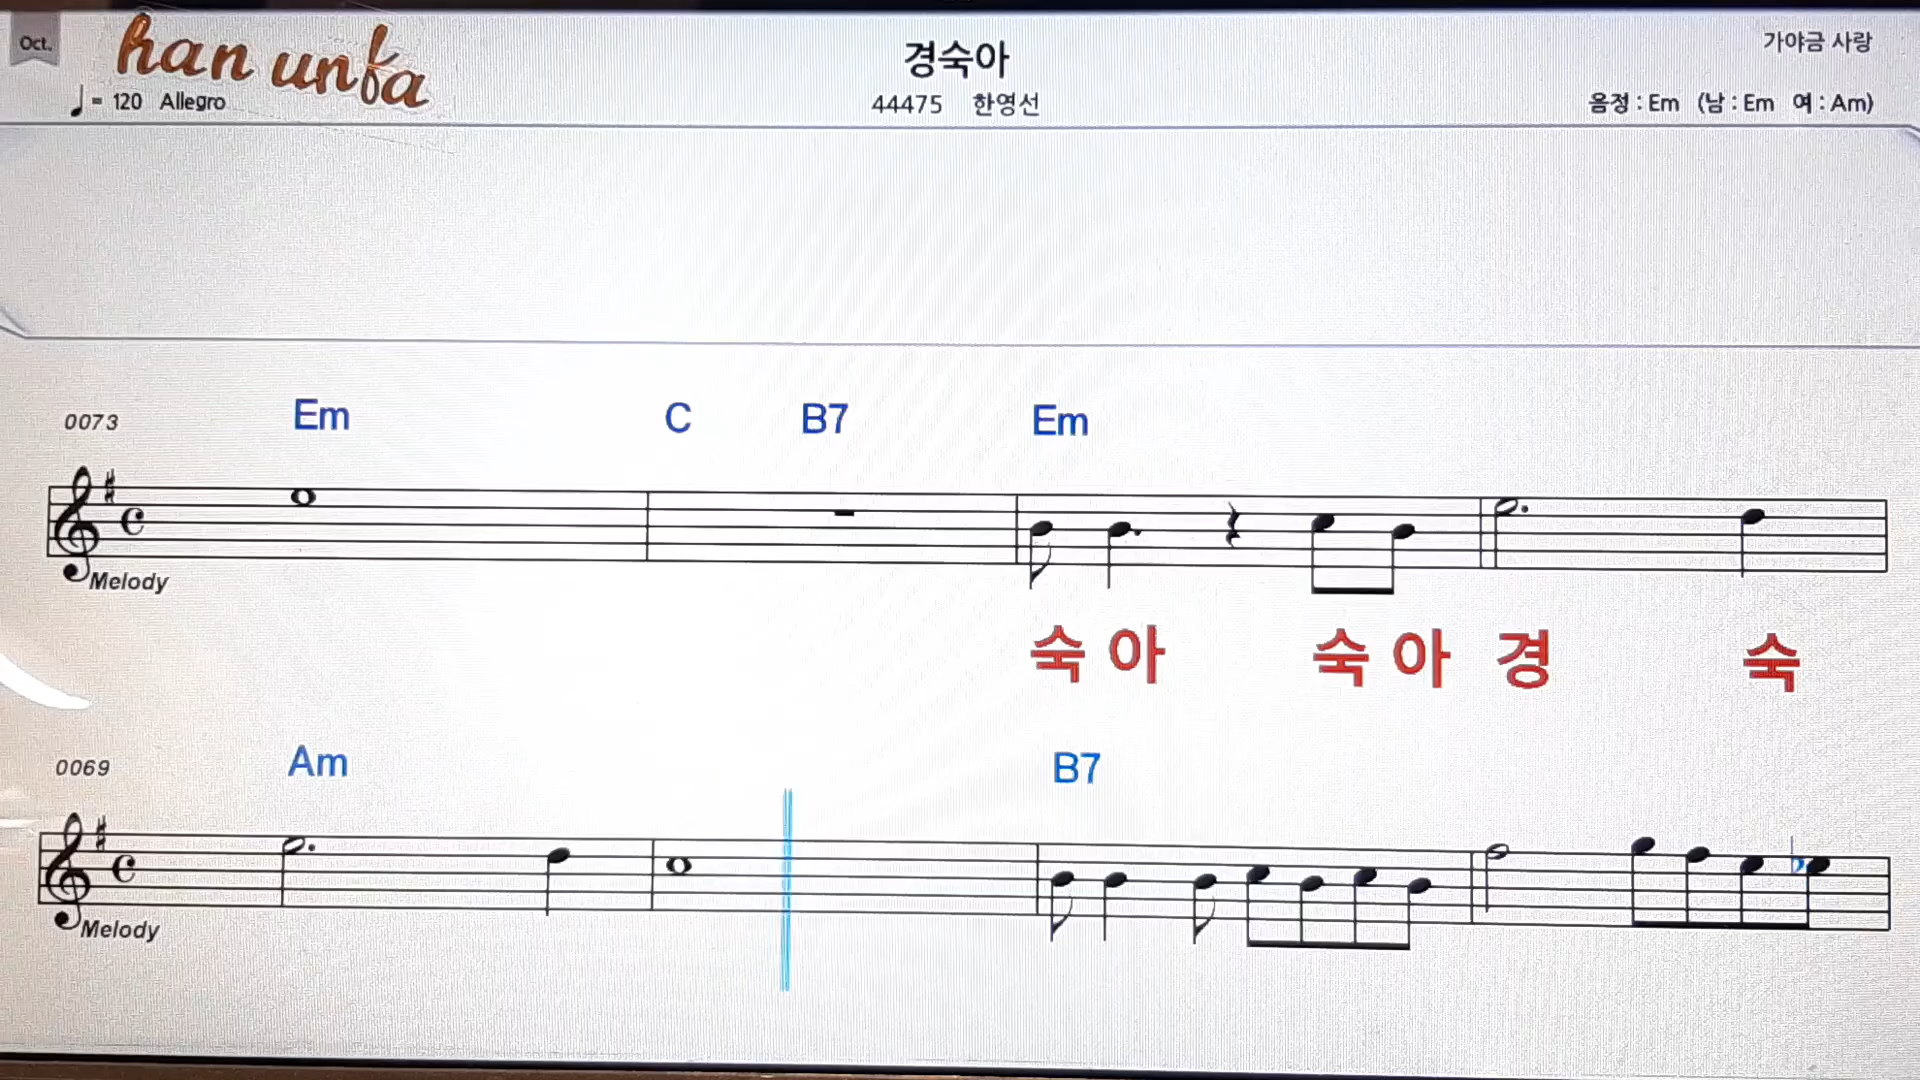 Oct.
han unfa
가야금 사랑
경숙아
= 120 Allegro
44475 한영선
음정 : Em (남 : Em 여 : Am)
0073 Em C B7 Em
Melody
숙 아 숙 아 경 숙
0069 Am B7
Melody